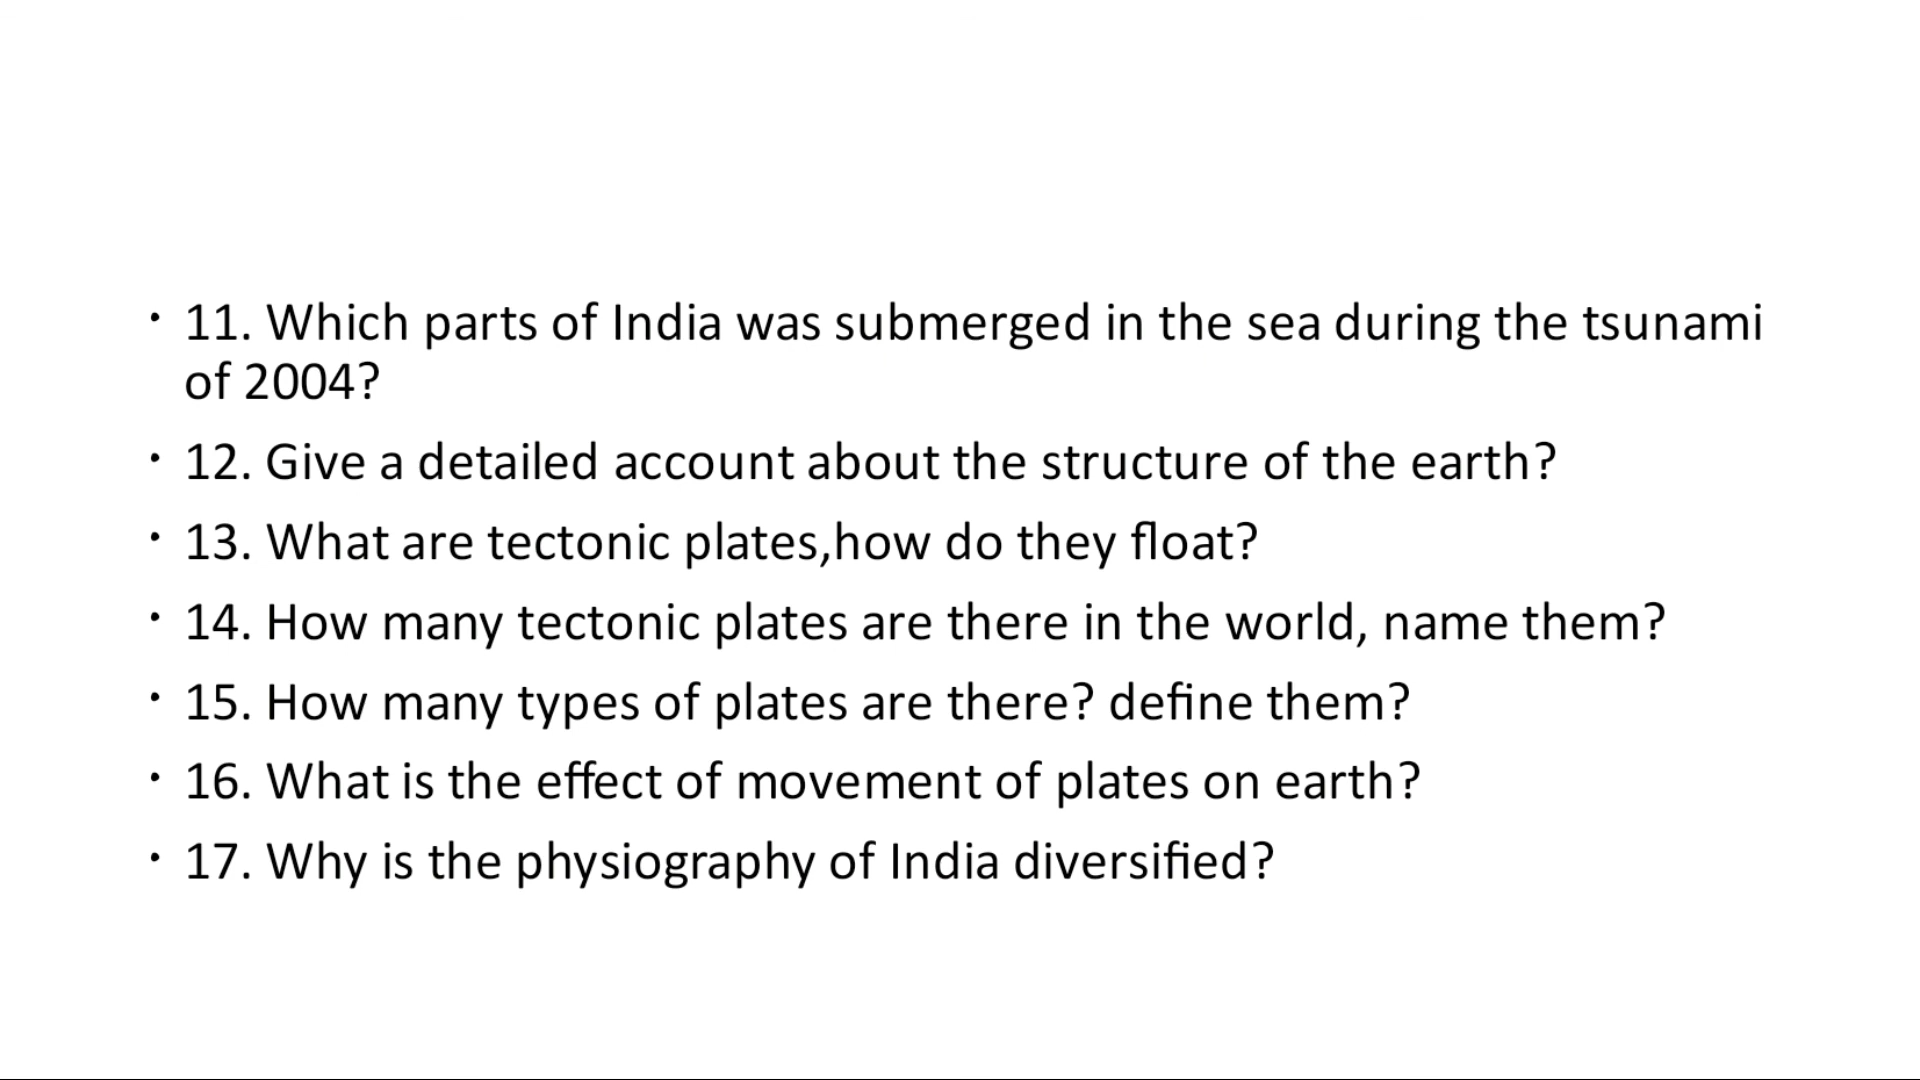 • 11. Which parts of India was submerged in the sea during the tsunami
of 2004?
• 12. Give a detailed account about the structure of the earth?
• 13. What are tectonic plates,how do they float?
• 14. How many tectonic plates are there in the world, name them?
• 15. How many types of plates are there? define them?
• 16. What is the effect of movement of plates on earth?
• 17. Why is the physiography of India diversified?